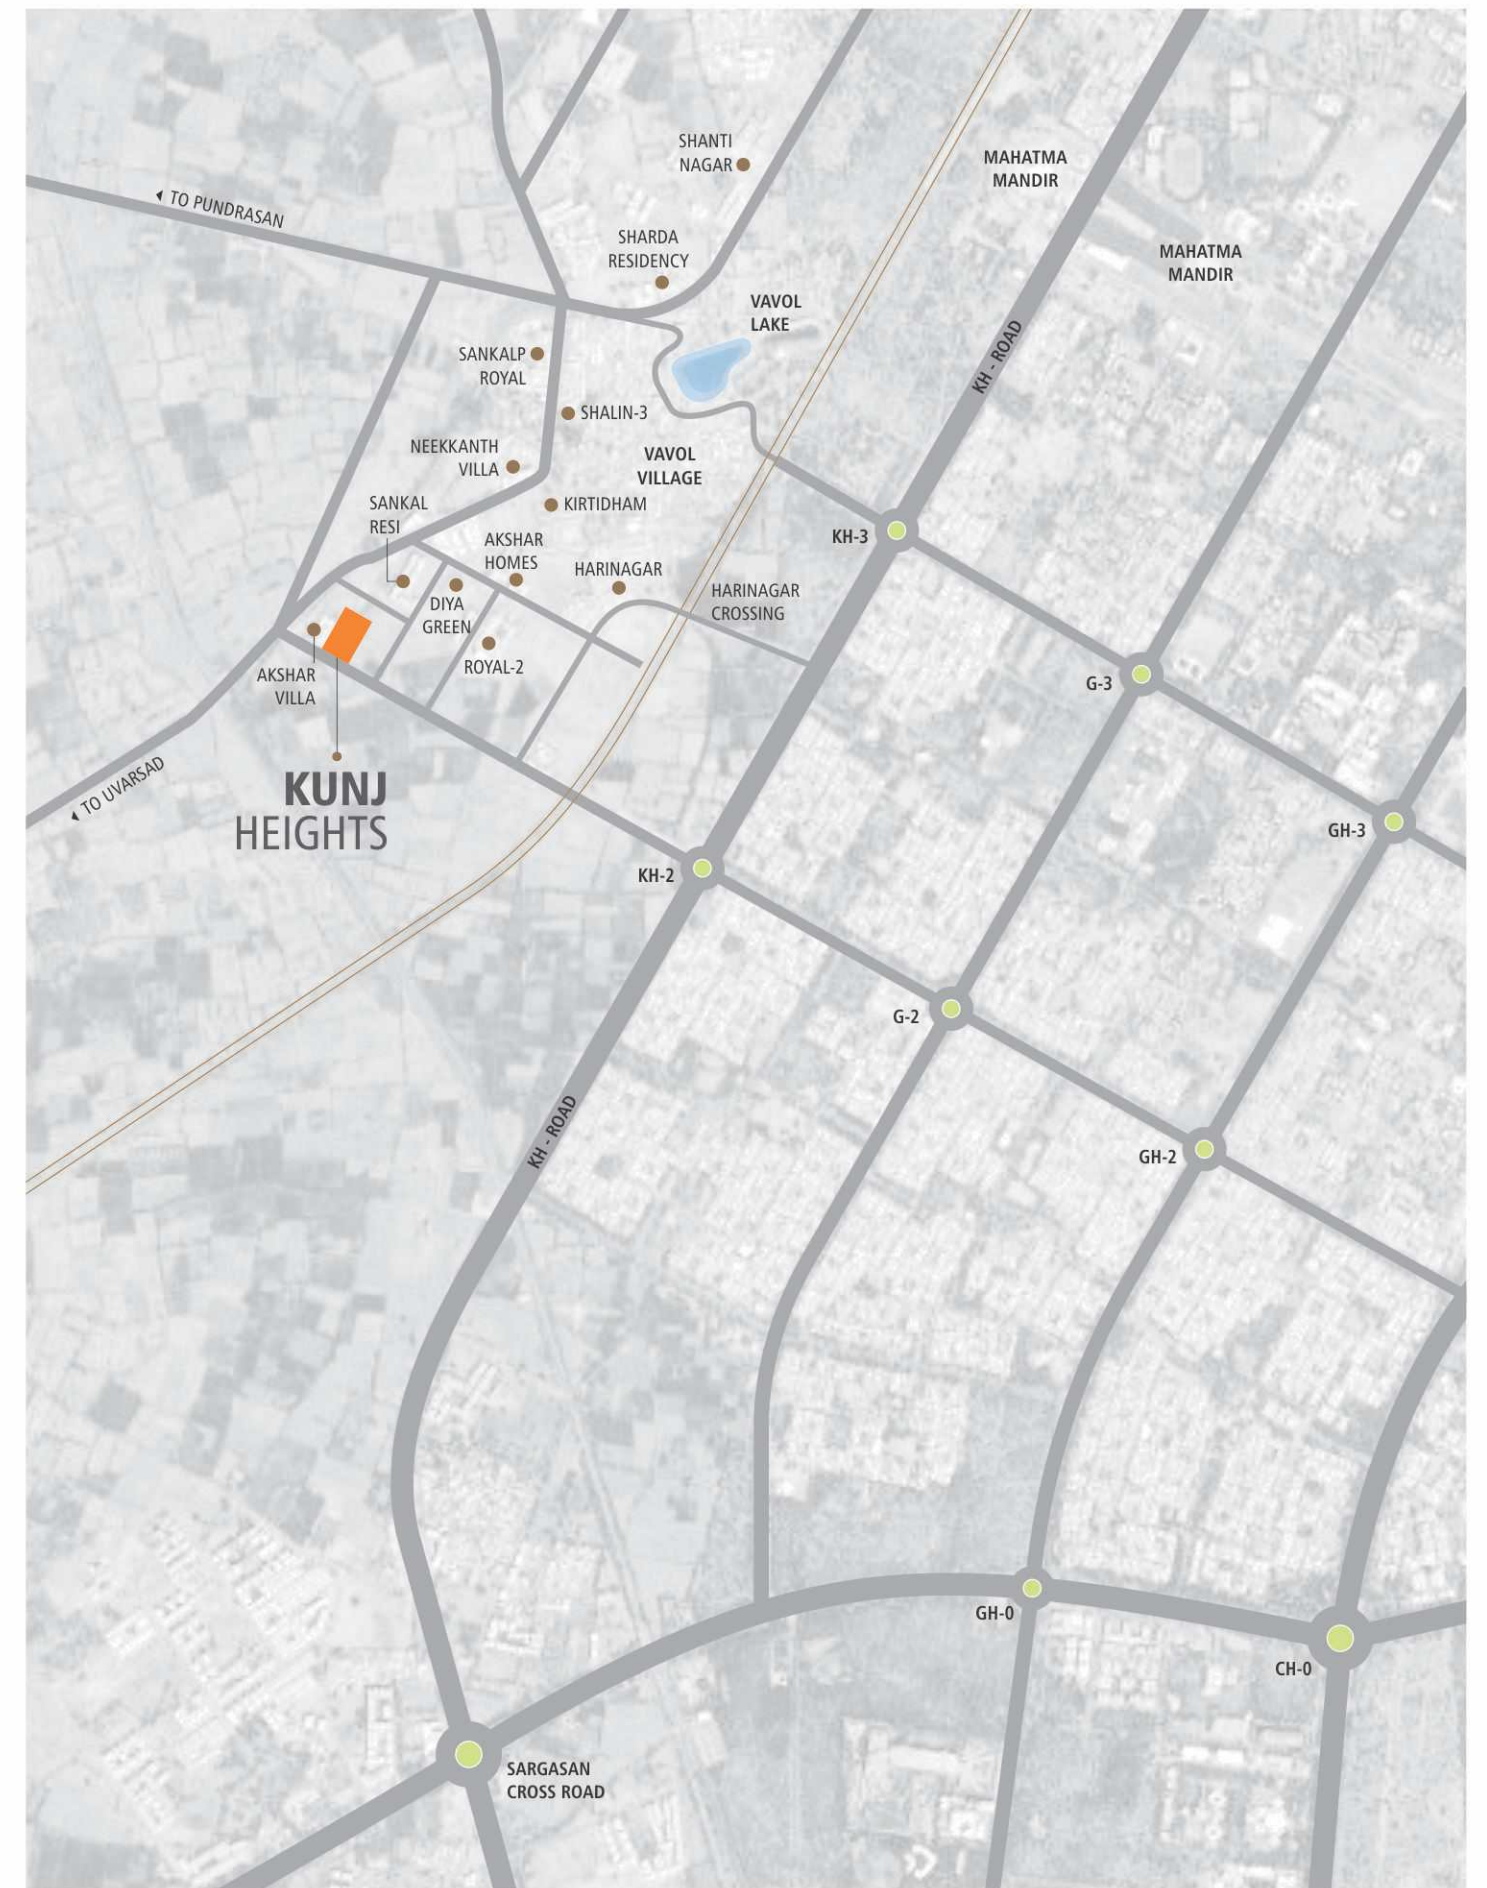 SHANTI
NAGAR
MAHATMA
MANDIR
TO PUNDRASAN
SHARDA
RESIDENCY
MAHATMA
MANDIR
VAVOL
LAKE
KH - ROAD
SANKALP
ROYAL
SHALIN-3
NEEKKANTH
VILLA
VAVOL
VILLAGE
SANKAL
RESI
KIRTIDHAM
KH-3
AKSHAR
HOMES
HARINAGAR
HARINAGAR
CROSSING
DIYA
GREEN
ROYAL-2
AKSHAR
VILLA
G-3
TO UVARSAD
KUNJ
HEIGHTS
GH-3
KH-2
G-2
KH - ROAD
GH-2
GH-0
CH-0
SARGASAN
CROSS ROAD